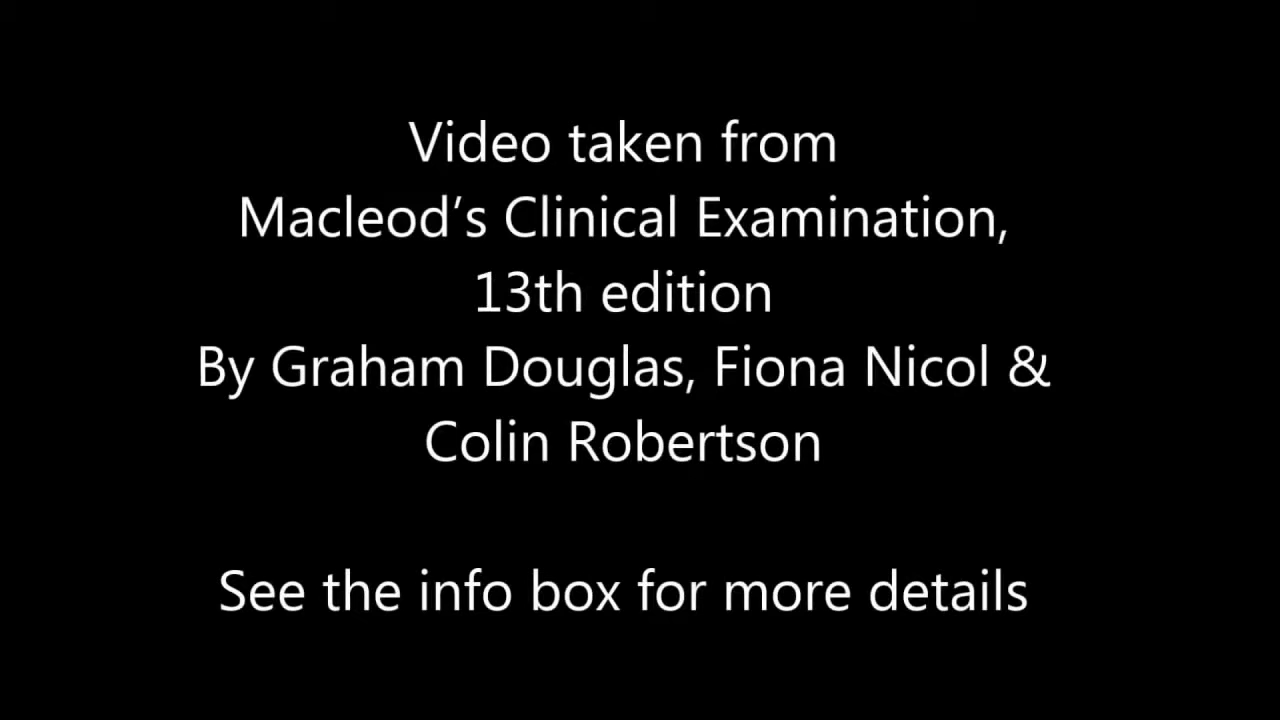 Video taken from
Macleod’s Clinical Examination,
13th edition
By Graham Douglas, Fiona Nicol &
Colin Robertson
See the info box for more details